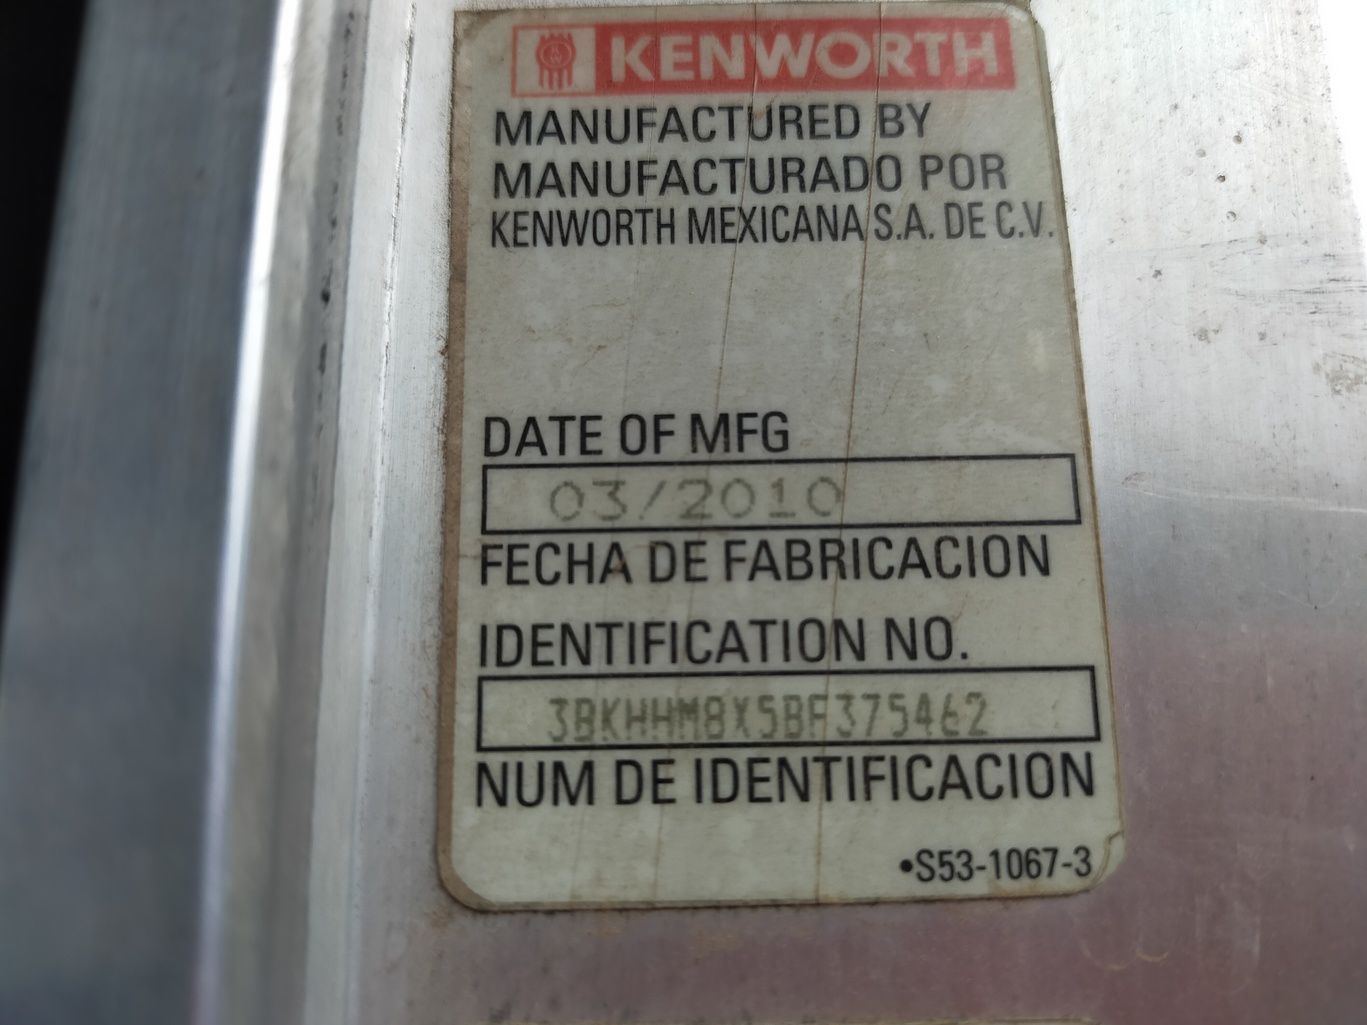 KENWORTH
MANUFACTURED BY
MANUFACTURADO POR
KENWORTH MEXICANA S.A. DE C.V.
DATE OF MFG
03/2010
FECHA DE FABRICACION
IDENTIFICATION NO.
3BKHHM8X5BF375462
NUM DE IDENTIFICACION
•S53-1067-3